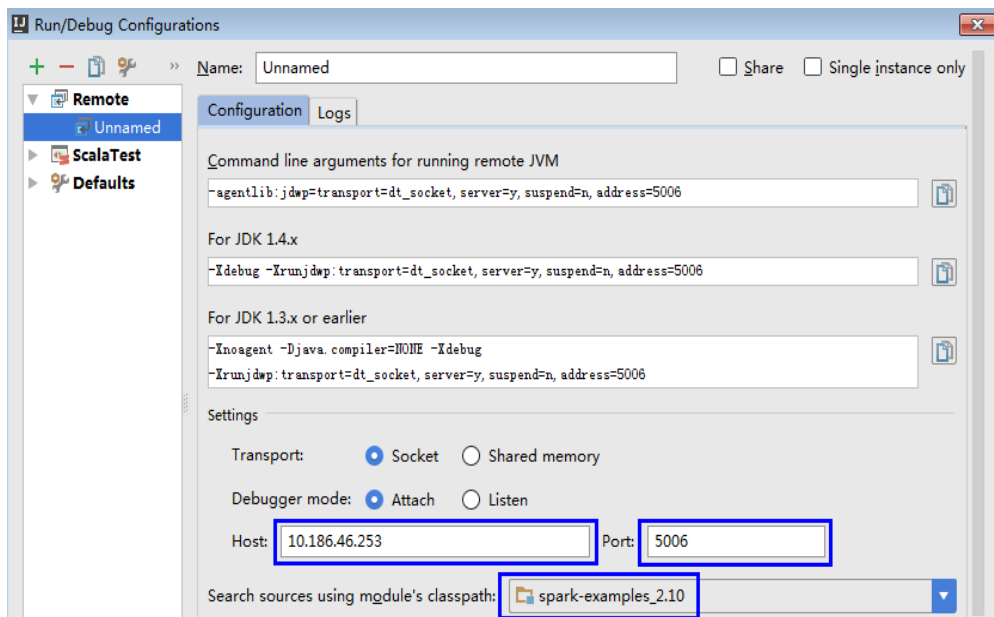 Run/Debug Configurations
Name: Unnamed Share Single instance only
Remote
Unnamed
ScalaTest
Defaults
Configuration Logs
Command line arguments for running remote JVM
-agentlib:jdwp=transport=dt_socket, server=y, suspend=n, address=5006
For JDK 1.4.x
-Xdebug -Xrunjdwp:transport=dt_socket, server=y, suspend=n, address=5006
For JDK 1.3.x or earlier
-Xnoagent -Djava.compiler=NONE -Xdebug
-Xrunjdwp:transport=dt_socket, server=y, suspend=n, address=5006
Settings
Transport: Socket Shared memory
Debugger mode: Attach Listen
Host: 10.186.46.253 Port: 5006
Search sources using module's classpath: spark-examples_2.10